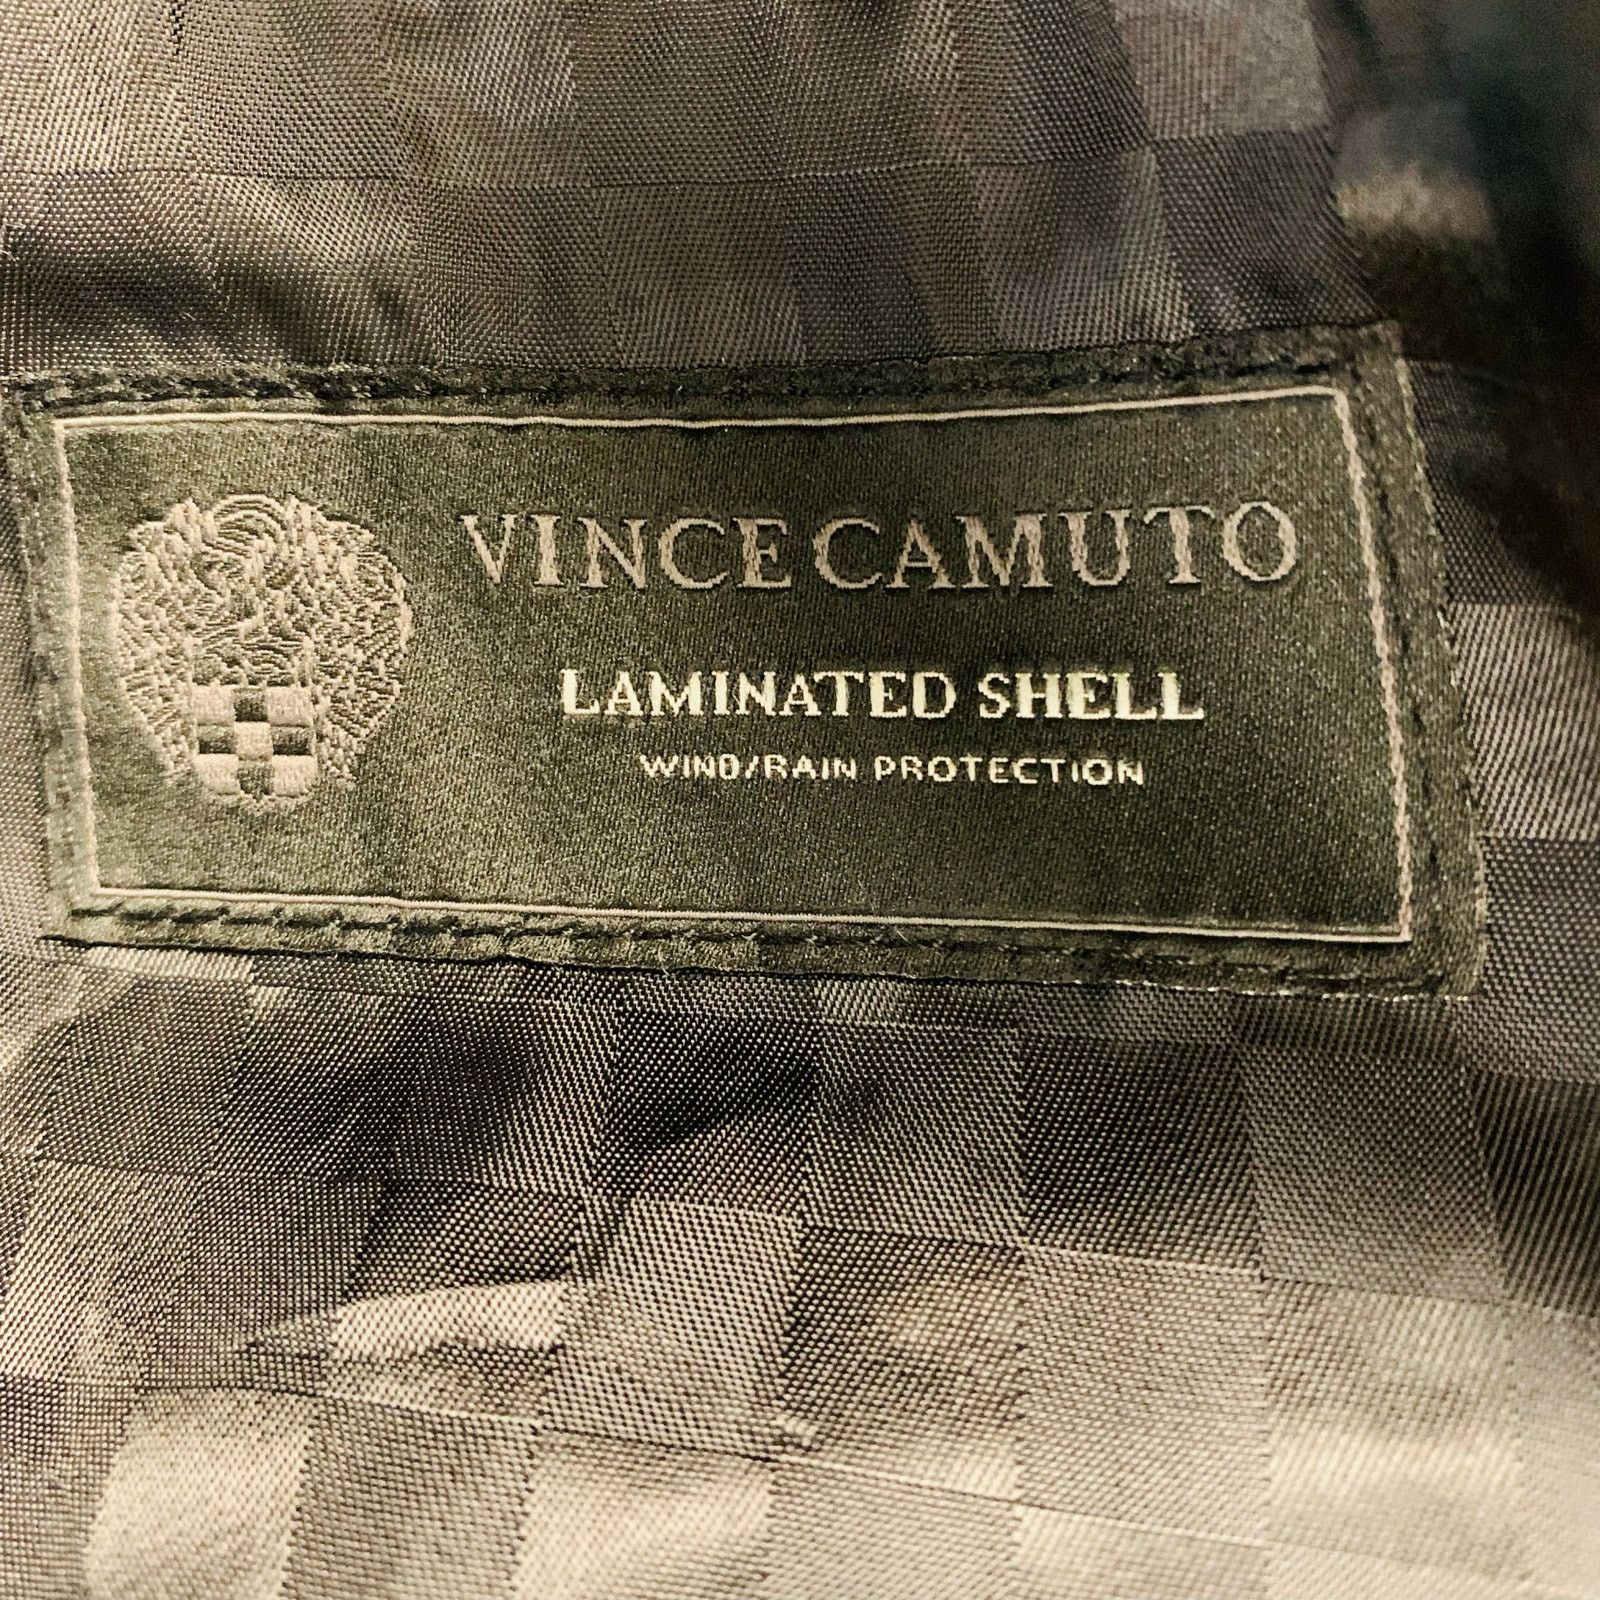 VINCE CAMUTO
LAMINATED SHELL
WIND/RAIN PROTECTION